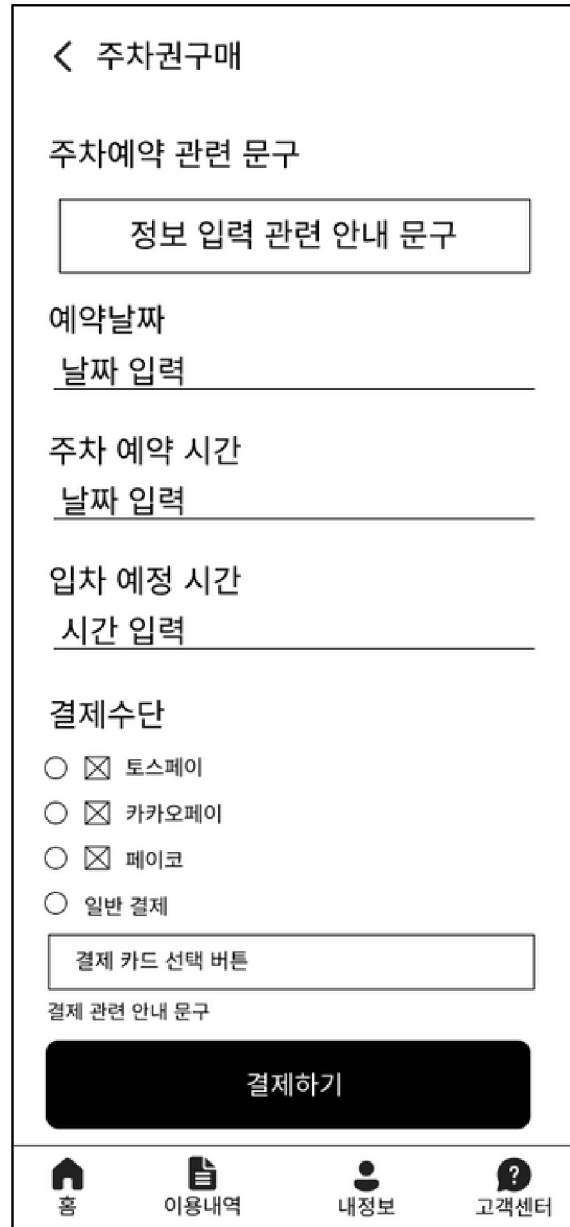 주차권구매
주차예약 관련 문구
정보 입력 관련 안내 문구
예약날짜
날짜 입력
주차 예약 시간
날짜 입력
입차 예정 시간
시간 입력
결제수단
토스페이
카카오페이
페이코
일반 결제
결제 카드 선택 버튼
결제 관련 안내 문구
결제하기
홈 이용내역 내정보 고객센터